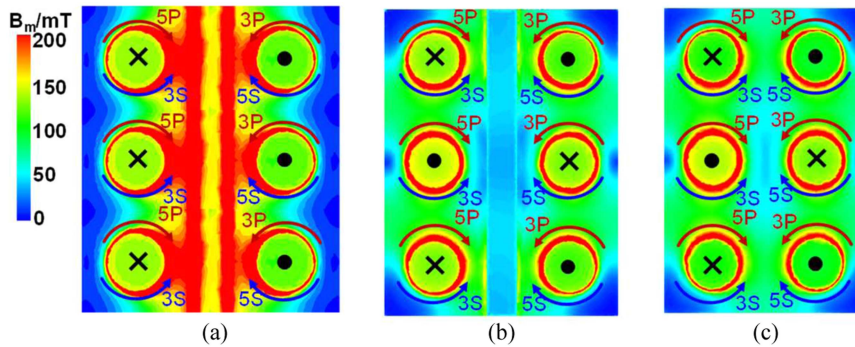 B_m/mT
200
150
100
50
0
5P 3P
3S 5S
5P 3P
3S 5S
5P 3P
3S 5S
(a)
5P 3P
3S 5S
5P 3P
3S 5S
5P 3P
3S 5S
(b)
5P 3P
3S 5S
5P 3P
3S 5S
5P 3P
3S 5S
(c)